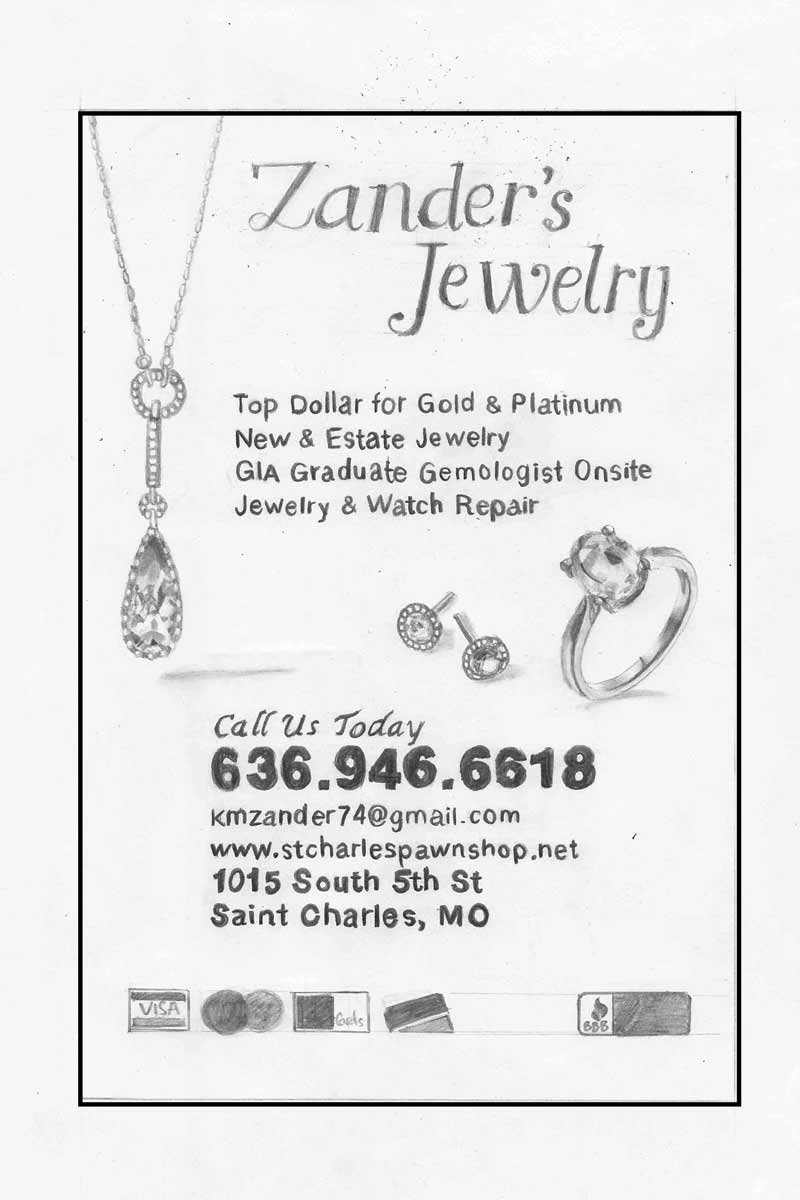 Zander's
Jewelry
Top Dollar for Gold & Platinum
New & Estate Jewelry
GIA Graduate Gemologist Onsite
Jewelry & Watch Repair
Call Us Today
636.946.6618
kmzander74@gmail.com
www.stcharlespawnshop.net
1015 South 5th St
Saint Charles, MO
VISA
BBB